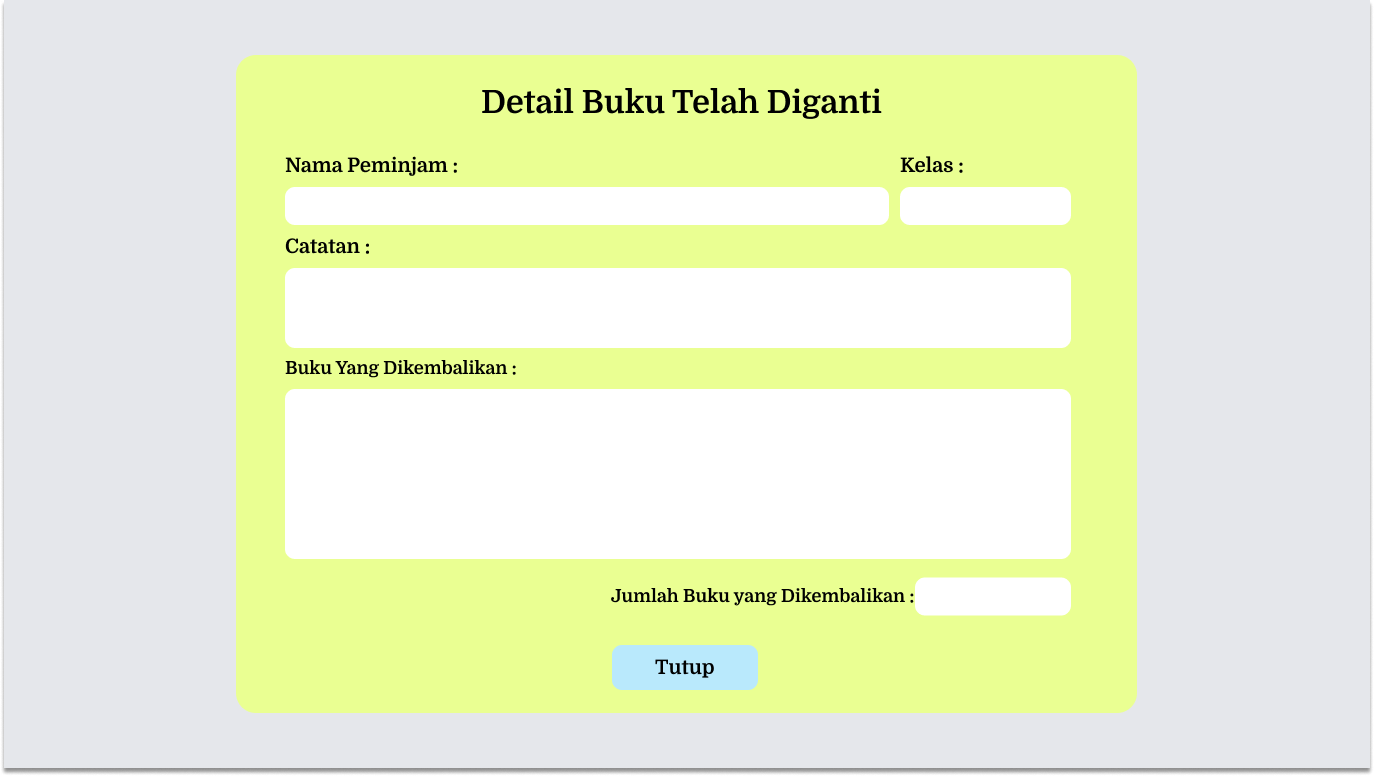 Detail Buku Telah Diganti
Nama Peminjam :
Kelas :
Catatan :
Buku Yang Dikembalikan :
Jumlah Buku yang Dikembalikan :
Tutup